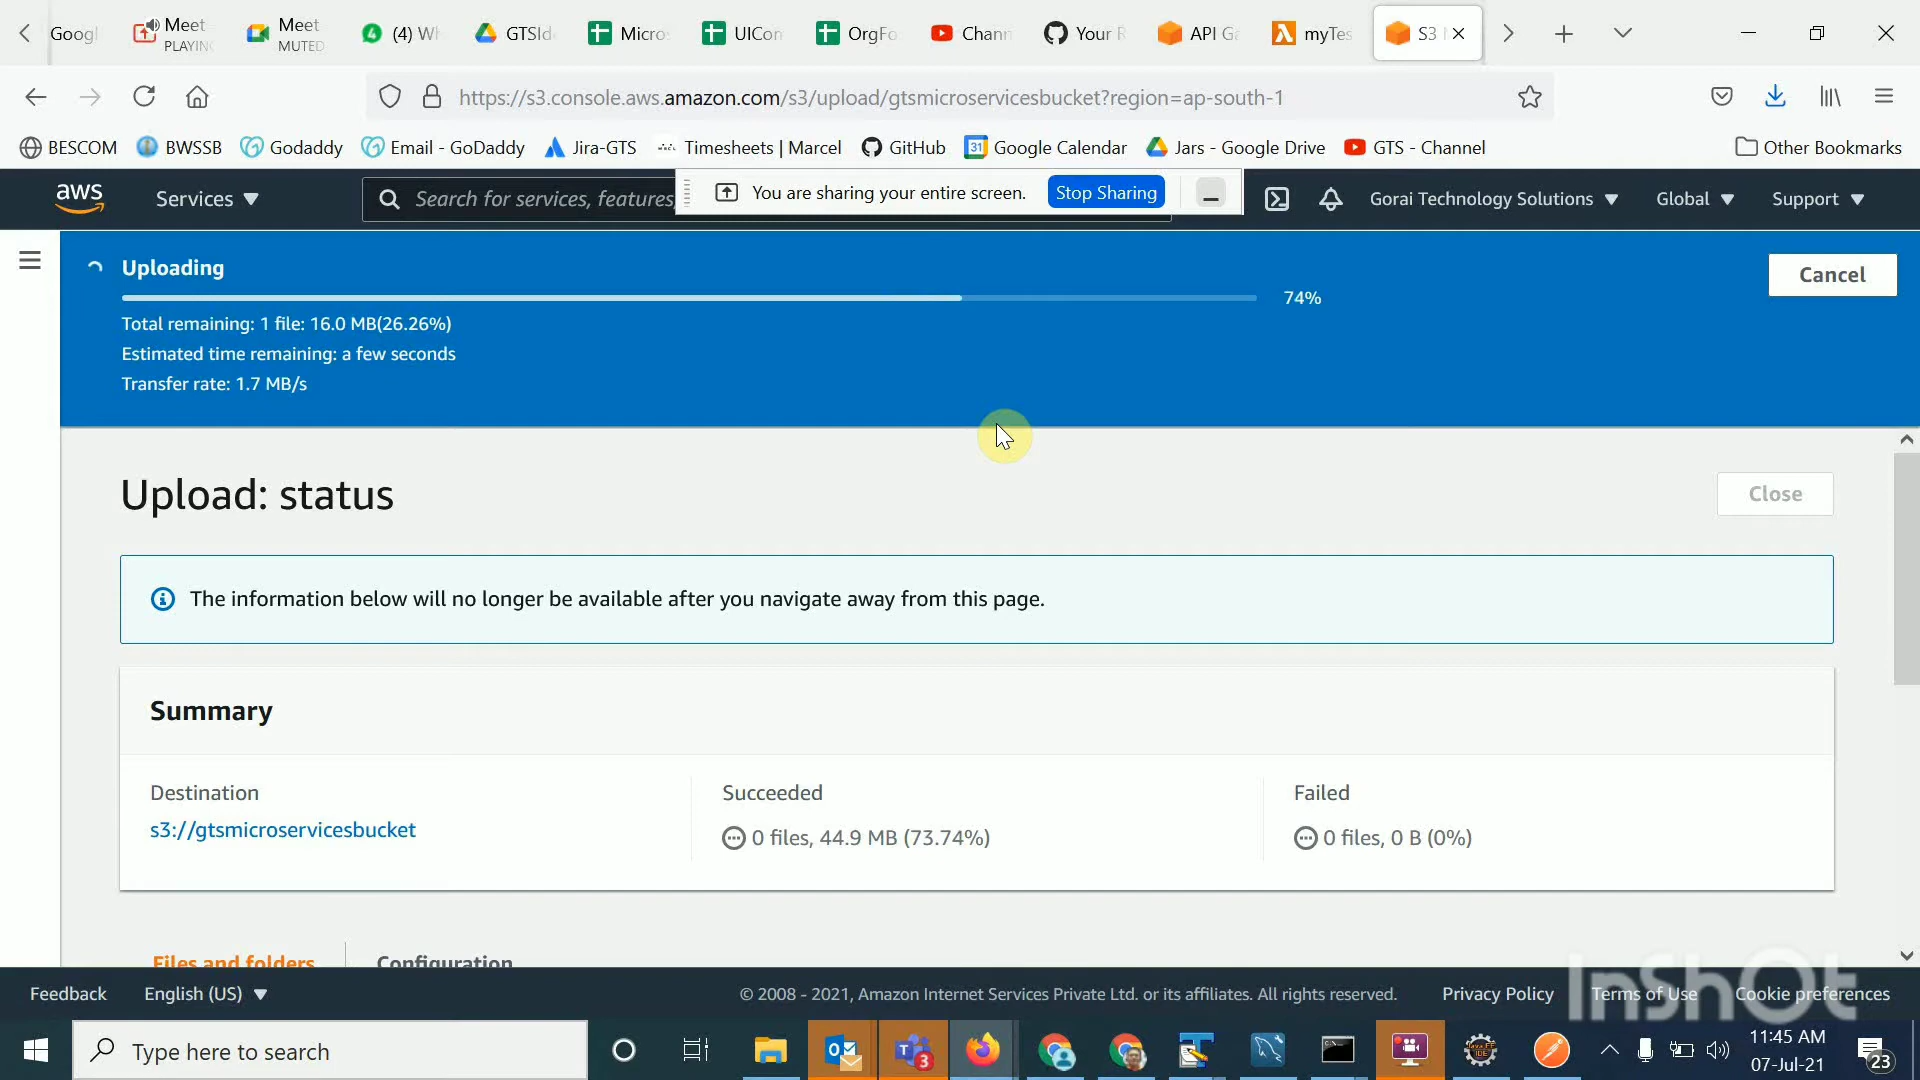 Googl
Meet
PLAYING
Meet
MUTED
(4) Wh
GTSId
Micro
UICon
OrgFo
Chann
Your R
API Ga
myTes
S3
https://s3.console.aws.amazon.com/s3/upload/gtsmicroservicesbucket?region=ap-south-1
BESCOM
BWSSB
Godaddy
Email - GoDaddy
Jira-GTS
Timesheets | Marcel
GitHub
31 Google Calendar
Jars - Google Drive
GTS - Channel
Other Bookmarks
aws
Services
Search for services, features,
You are sharing your entire screen.
Stop Sharing
Gorai Technology Solutions
Global
Support
Uploading
Cancel
74%
Total remaining: 1 file: 16.0 MB(26.26%)
Estimated time remaining: a few seconds
Transfer rate: 1.7 MB/s
Upload: status
Close
The information below will no longer be available after you navigate away from this page.
Summary
Destination
s3://gtsmicroservicesbucket
Succeeded
0 files, 44.9 MB (73.74%)
Failed
0 files, 0 B (0%)
Files and folders
Configuration
InShOt
Feedback
English (US)
© 2008 - 2021, Amazon Internet Services Private Ltd. or its affiliates. All rights reserved.
Privacy Policy
Terms of Use
Cookie preferences
Type here to search
3
11:45 AM
07-Jul-21
23